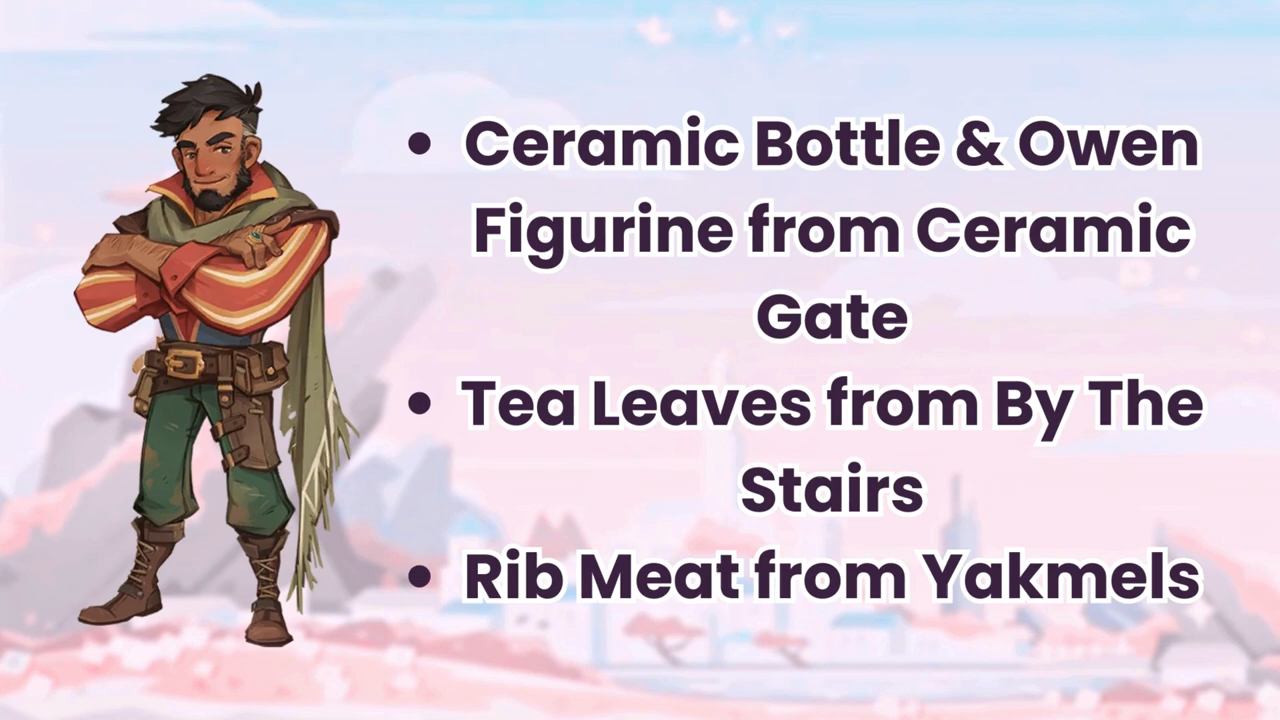 • Ceramic Bottle & Owen
Figurine from Ceramic
Gate
• Tea Leaves from By The
Stairs
• Rib Meat from Yakmels